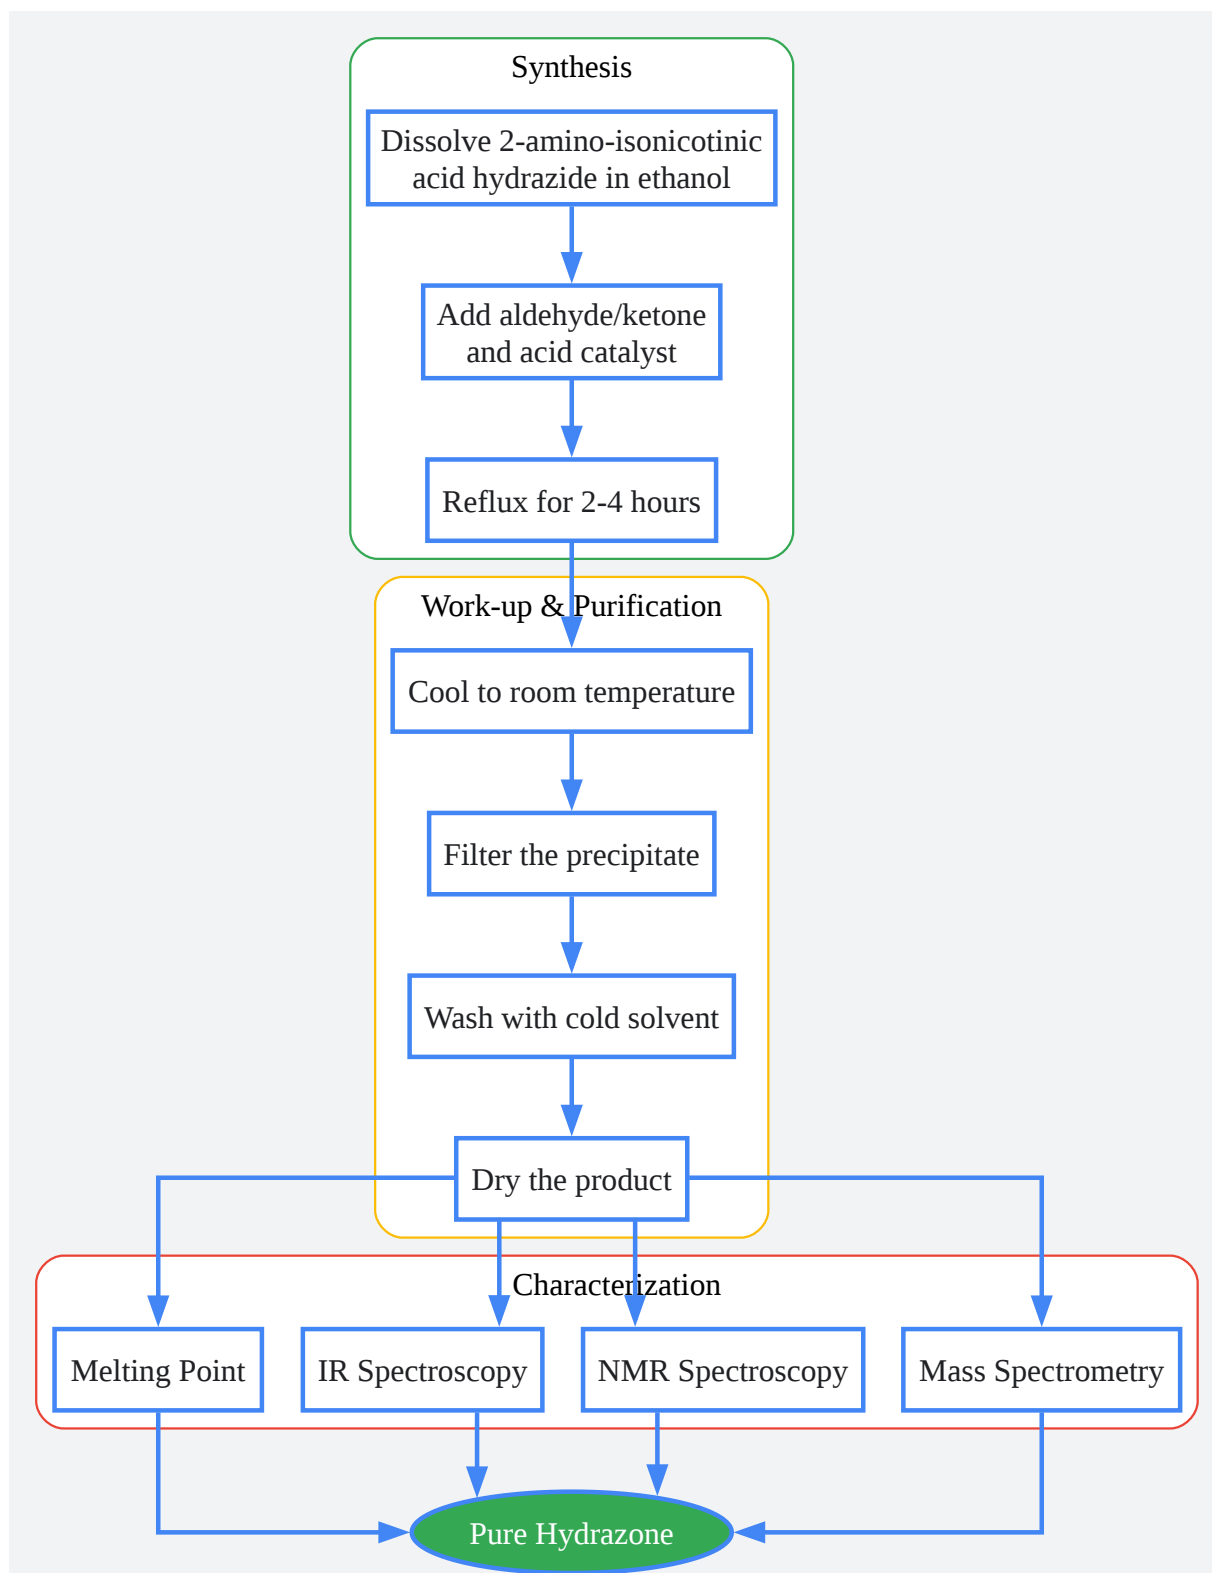 Synthesis
Dissolve 2-amino-isonicotinic
acid hydrazide in ethanol
Add aldehyde/ketone
and acid catalyst
Reflux for 2-4 hours
Work-up & Purification
Cool to room temperature
Filter the precipitate
Wash with cold solvent
Dry the product
Characterization
Melting Point
IR Spectroscopy
NMR Spectroscopy
Mass Spectrometry
Pure Hydrazone